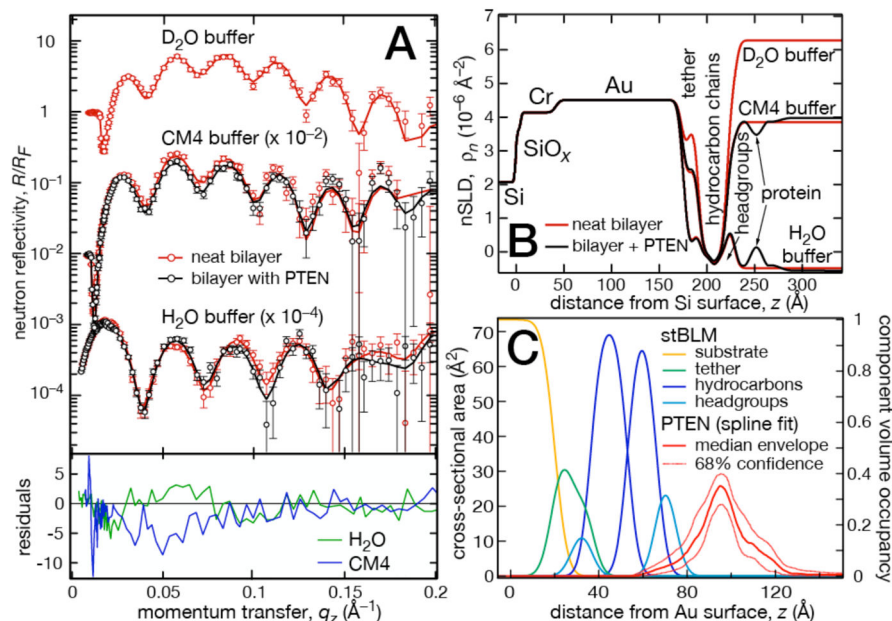 A
D₂O buffer
CM4 buffer (x 10⁻²)
neat bilayer
bilayer with PTEN
H₂O buffer (x 10⁻⁴)
neutron reflectivity, R/R_F
10
1
10⁻¹
10⁻²
10⁻³
10⁻⁴
residuals
5
0
-5
-10
H₂O
CM4
0
0.05
0.1
0.15
0.2
momentum transfer, q_z (Å⁻¹)
B
nSLD, ρₙ (10⁻⁶ Å⁻²)
6
5
4
3
2
1
0
Si
SiOₓ
Cr
Au
tether
hydrocarbon chains
headgroups
D₂O buffer
CM4 buffer
protein
H₂O buffer
neat bilayer
bilayer + PTEN
0
50
100
150
200
250
300
distance from Si surface, z (Å)
C
cross-sectional area (Å²)
70
60
50
40
30
20
10
0
stBLM
substrate
tether
hydrocarbons
headgroups
PTEN (spline fit)
median envelope
68% confidence
1
0.8
0.6
0.4
0.2
0
component volume occupancy
0
40
80
120
distance from Au surface, z (Å)